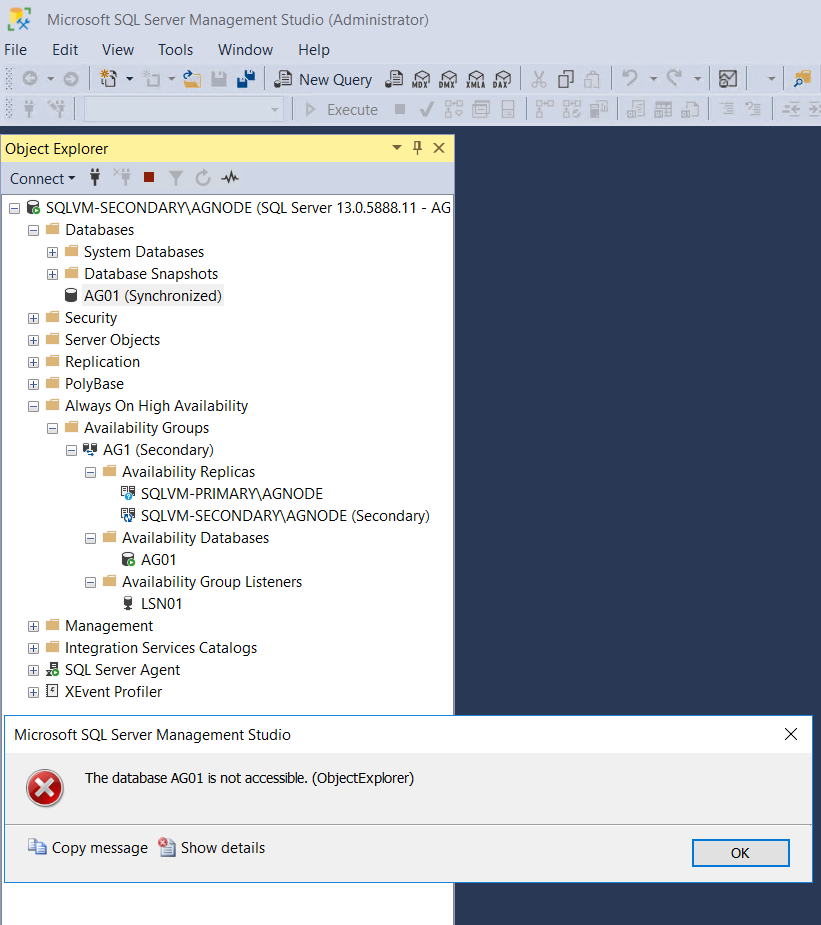 Microsoft SQL Server Management Studio (Administrator)
File Edit View Tools Window Help
New Query MDX DMX XMLA DAX
Execute
Object Explorer
Connect
SQLVM-SECONDARY\AGNODE (SQL Server 13.0.5888.11 - AG
Databases
System Databases
Database Snapshots
AG01 (Synchronized)
Security
Server Objects
Replication
PolyBase
Always On High Availability
Availability Groups
AG1 (Secondary)
Availability Replicas
SQLVM-PRIMARY\AGNODE
SQLVM-SECONDARY\AGNODE (Secondary)
Availability Databases
AG01
Availability Group Listeners
LSN01
Management
Integration Services Catalogs
SQL Server Agent
XEvent Profiler
Microsoft SQL Server Management Studio
The database AG01 is not accessible. (ObjectExplorer)
Copy message Show details
OK